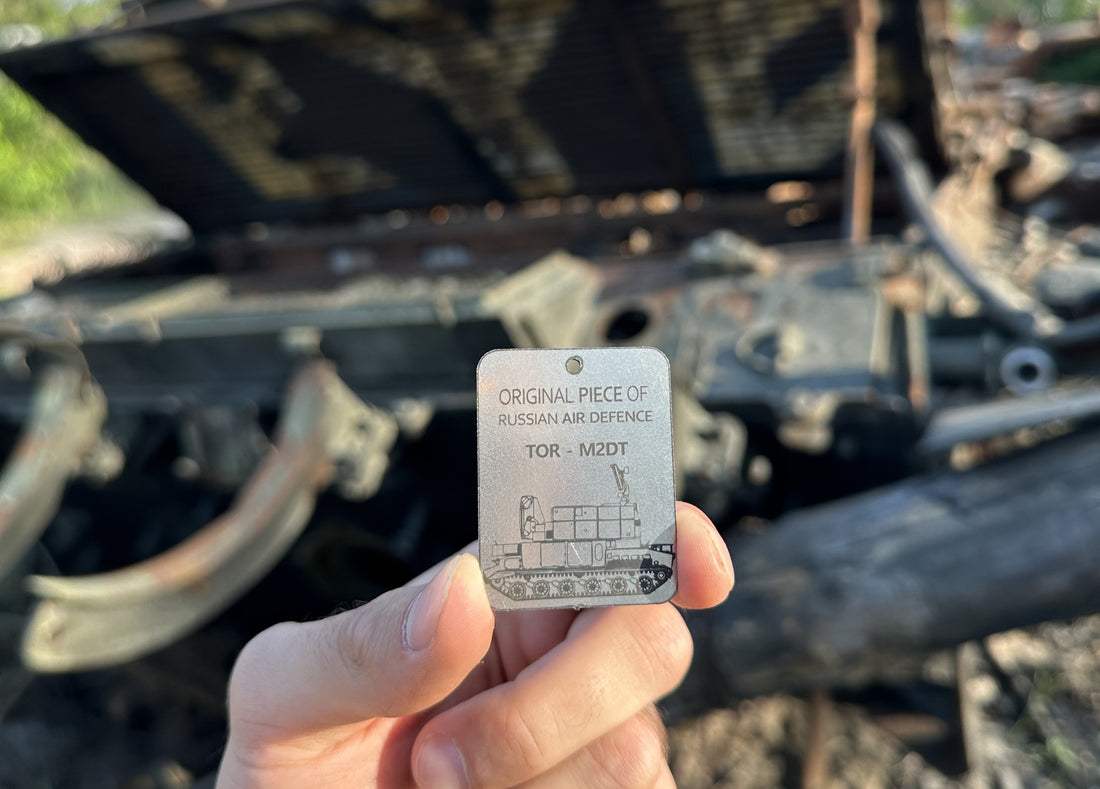 ORIGINAL PIECE OF
RUSSIAN AIR DEFENCE
TOR - M2DT